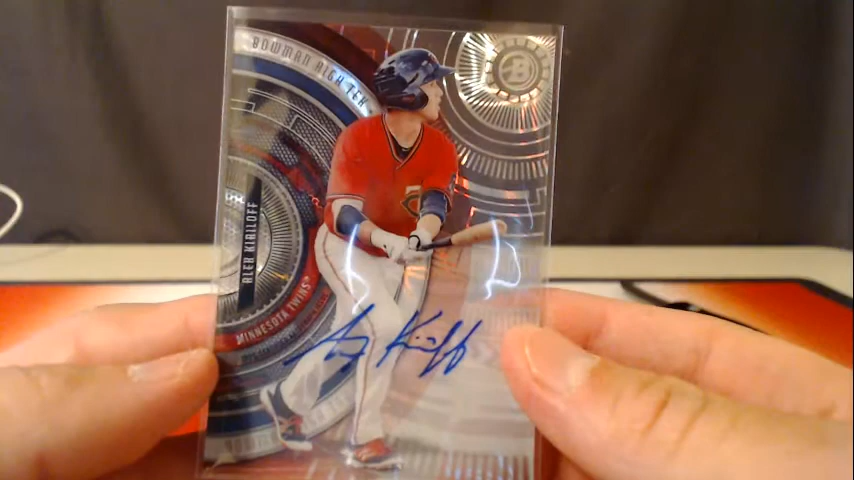 BOWMAN HIGH TEK
B
ALEX KIRILOFF
MINNESOTA TWINS